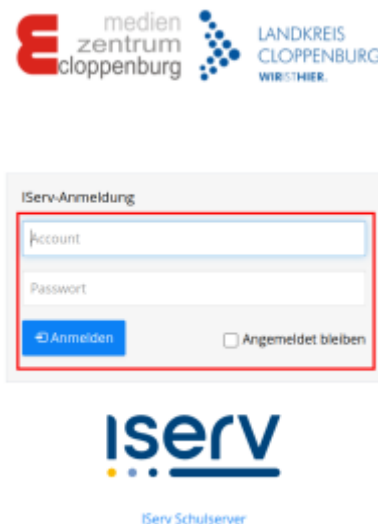 medien
zentrum
cloppenburg
LANDKREIS
CLOPPENBURG
WIRISTHIER.
IServ-Anmeldung
Account
Passwort
Anmelden
Angemeldet bleiben
ISerV
IServ Schulserver